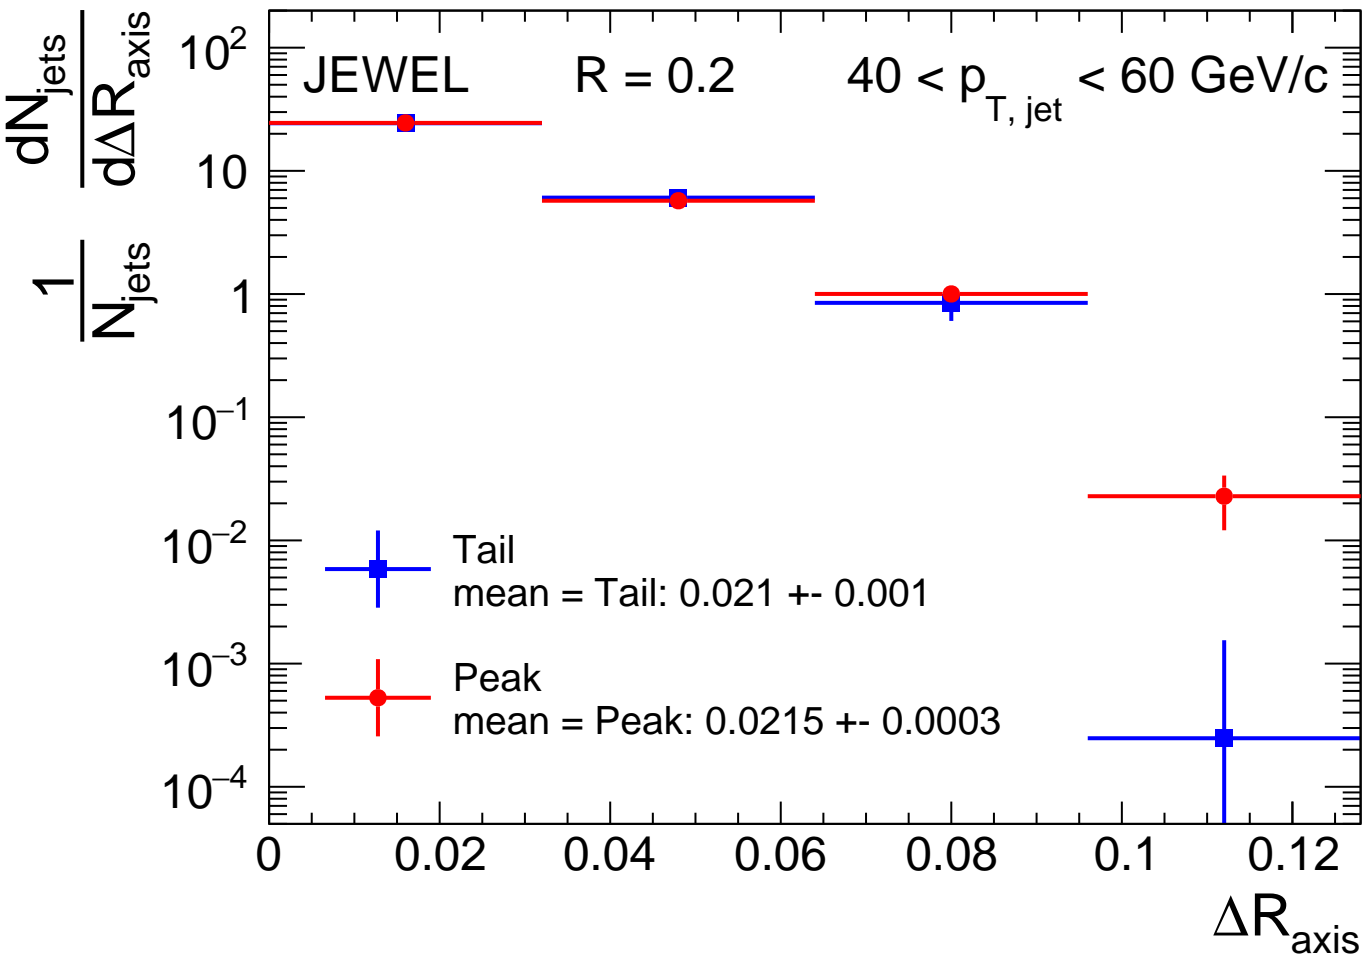 1/N_jets dN_jets/dΔR_axis
JEWEL R = 0.2 40 < p_T, jet < 60 GeV/c
10^2
10
1
10^−1
10^−2
10^−3
10^−4
Tail
mean = Tail: 0.021 +- 0.001
Peak
mean = Peak: 0.0215 +- 0.0003
0 0.02 0.04 0.06 0.08 0.1 0.12
ΔR_axis